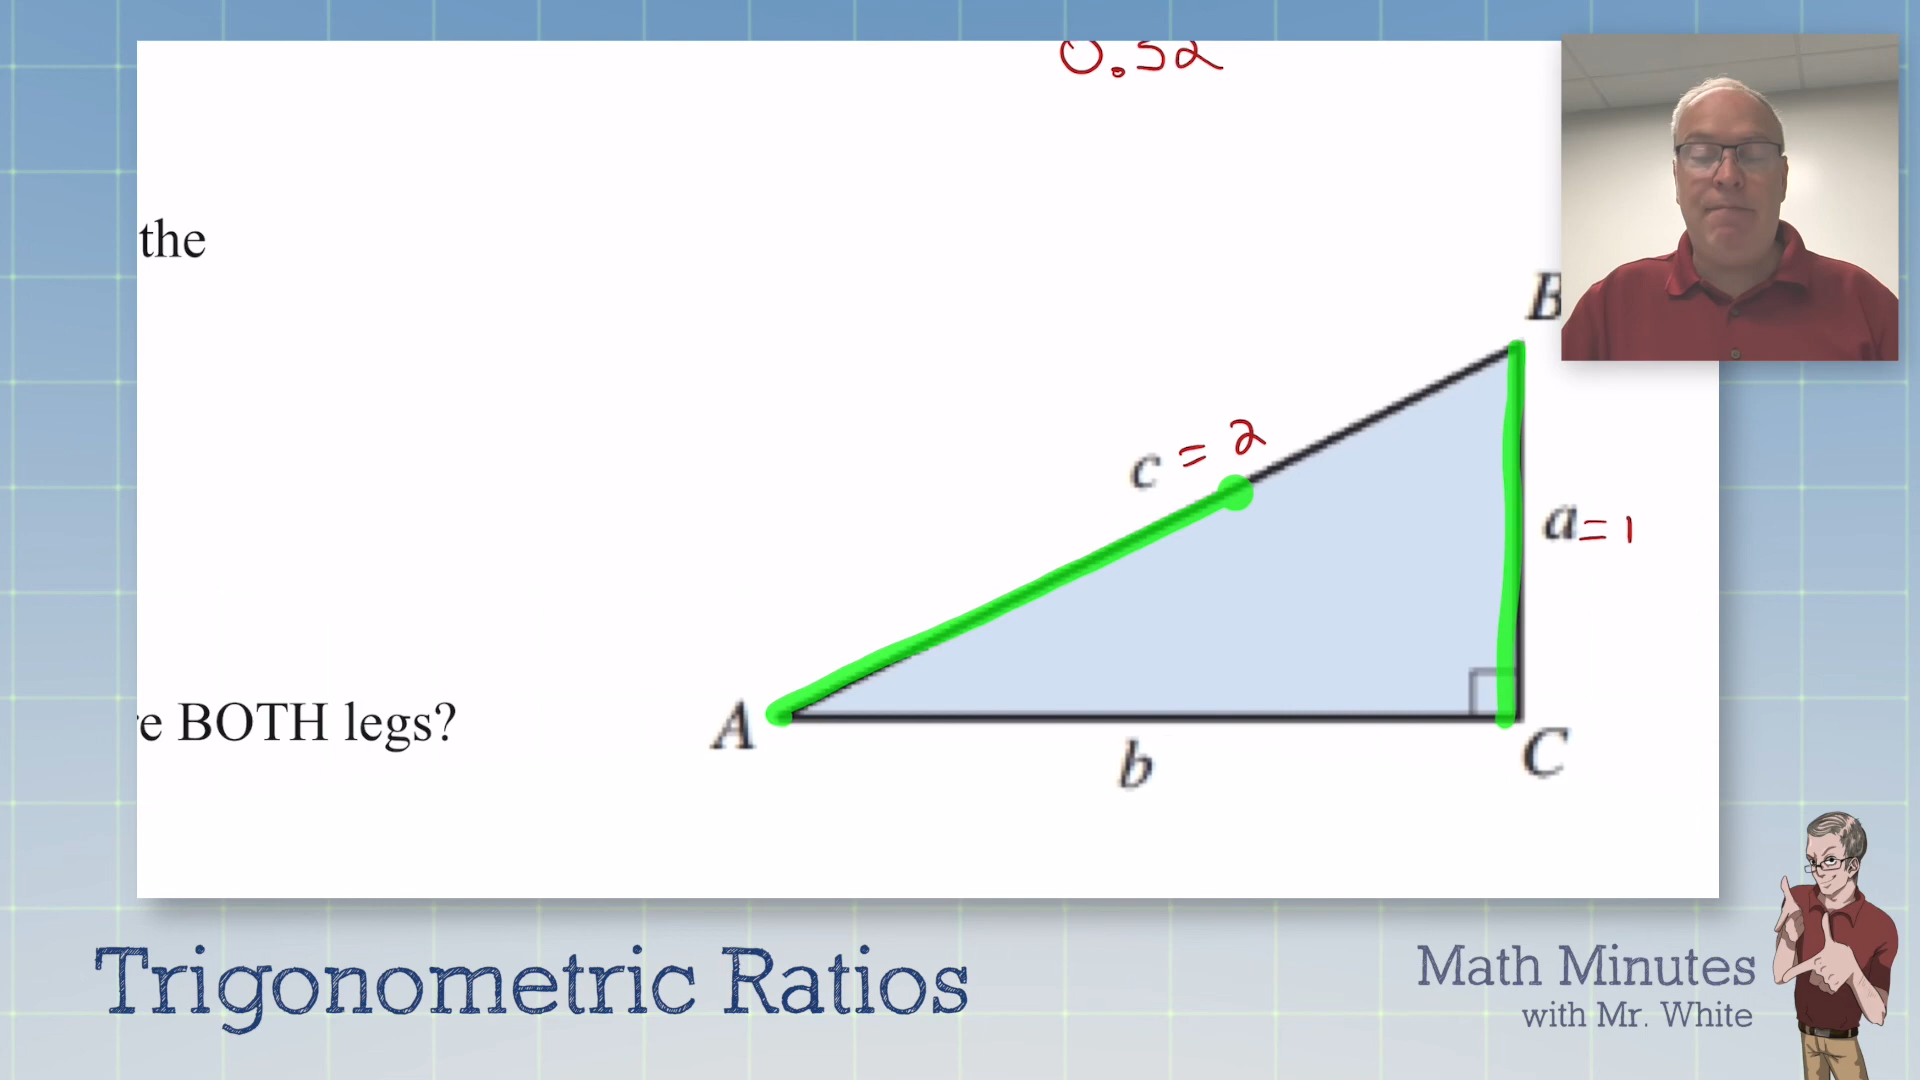 0.52
the
B
c = 2
a = 1
e BOTH legs?
A
C
b
Trigonometric Ratios
Math Minutes
with Mr. White